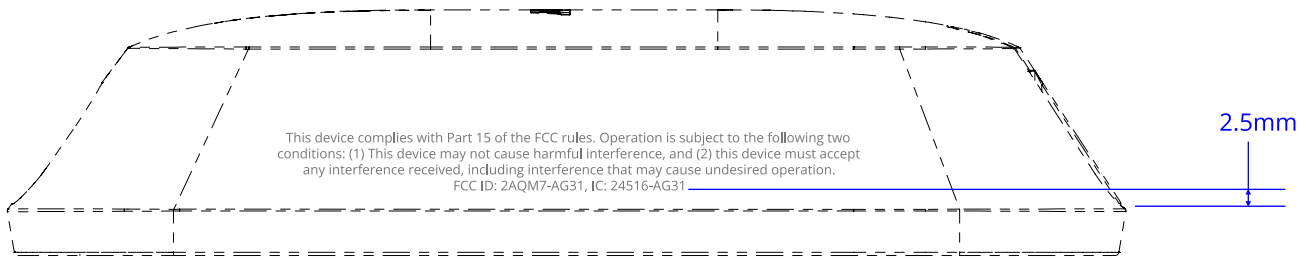 This device complies with Part 15 of the FCC rules. Operation is subject to the following two
conditions: (1) This device may not cause harmful interference, and (2) this device must accept
any interference received, including interference that may cause undesired operation.
FCC ID: 2AQM7-AG31, IC: 24516-AG31
2.5mm